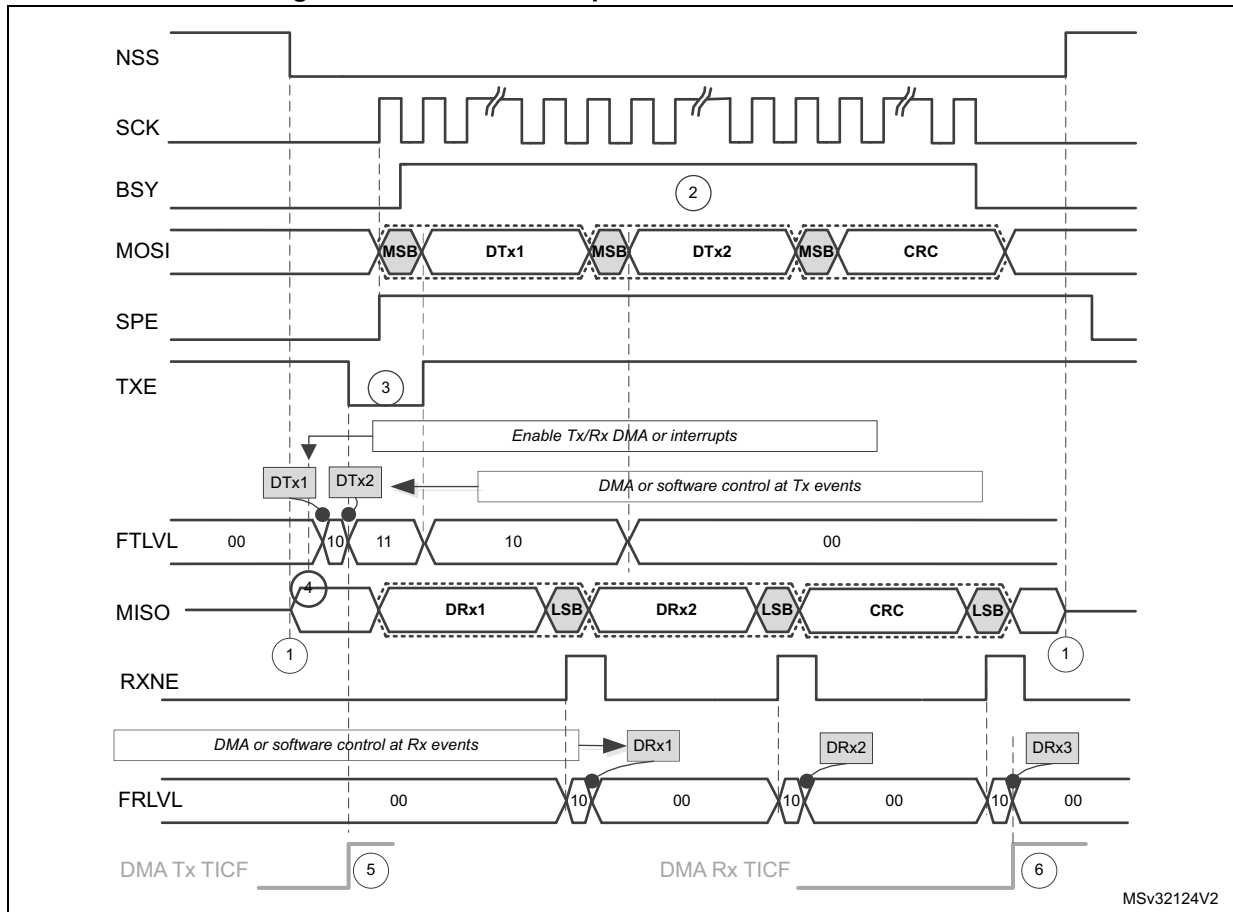 NSS
SCK
BSY
2
MOSI
MSB DTx1 MSB DTx2 MSB CRC
SPE
TXE
3
Enable Tx/Rx DMA or interrupts
DTx1 DTx2 DMA or software control at Tx events
FTLVL 00 10 11 10 00
4
MISO DRx1 LSB DRx2 LSB CRC LSB
1 1
RXNE
DMA or software control at Rx events DRx1 DRx2 DRx3
FRLVL 00 10 00 10 00 10 00
DMA Tx TICF 5 DMA Rx TICF 6
MSv32124V2